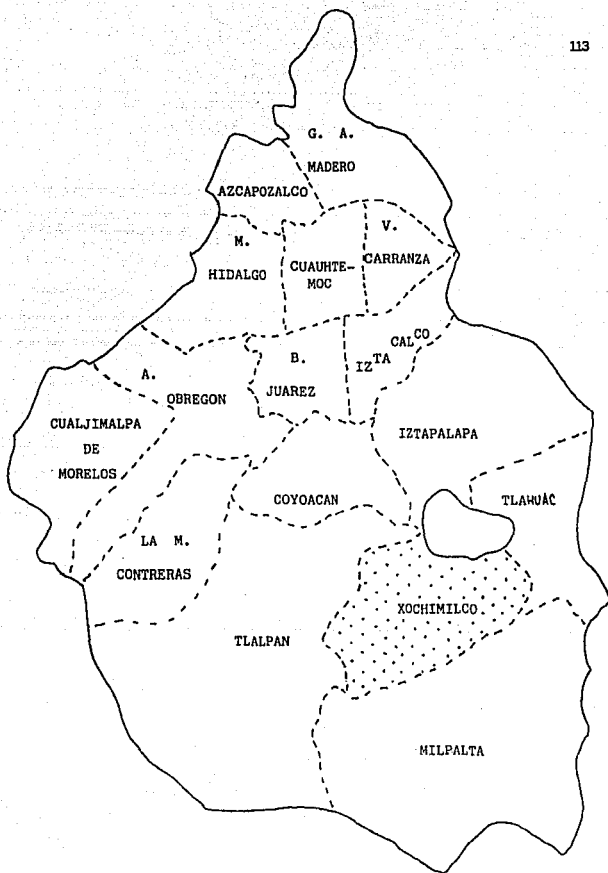 113
G. A.
MADERO
AZCAPOZALCO
M.
HIDALGO
CUAUHTE-
MOC
V.
CARRANZA
A.
OBREGON
B.
JUAREZ
IZTACALCO
CUALJIMALPA
DE
MORELOS
IZTAPALAPA
COYOACAN
TLAHUAC
LA M.
CONTRERAS
XOCHIMILCO
TLALPAN
MILPALTA